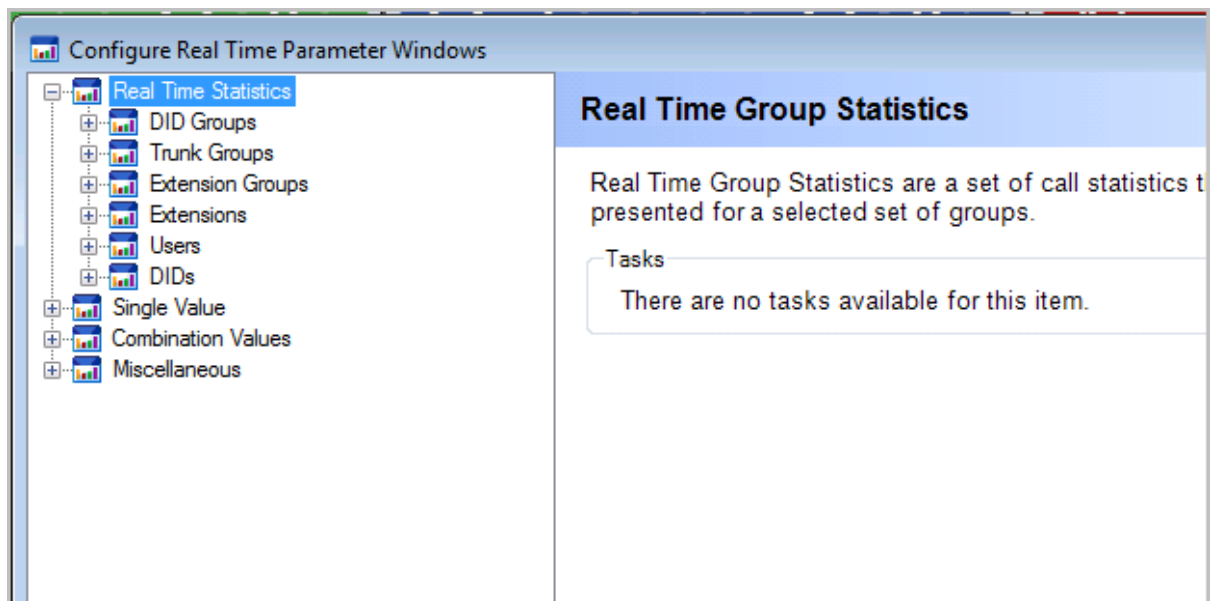 Configure Real Time Parameter Windows
Real Time Statistics
DID Groups
Trunk Groups
Extension Groups
Extensions
Users
DIDs
Single Value
Combination Values
Miscellaneous
Real Time Group Statistics
Real Time Group Statistics are a set of call statistics
presented for a selected set of groups.
Tasks
There are no tasks available for this item.